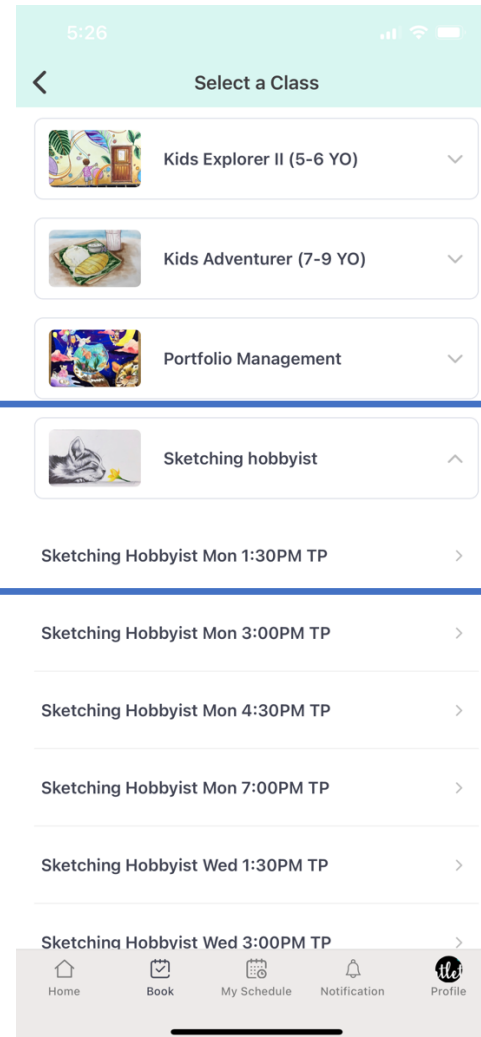 5:26
Select a Class
Kids Explorer II (5-6 YO)
Kids Adventurer (7-9 YO)
Portfolio Management
Sketching hobbyist
Sketching Hobbyist Mon 1:30PM TP
Sketching Hobbyist Mon 3:00PM TP
Sketching Hobbyist Mon 4:30PM TP
Sketching Hobbyist Mon 7:00PM TP
Sketching Hobbyist Wed 1:30PM TP
Sketching Hobbyist Wed 3:00PM TP
tlet
Home Book My Schedule Notification Profile